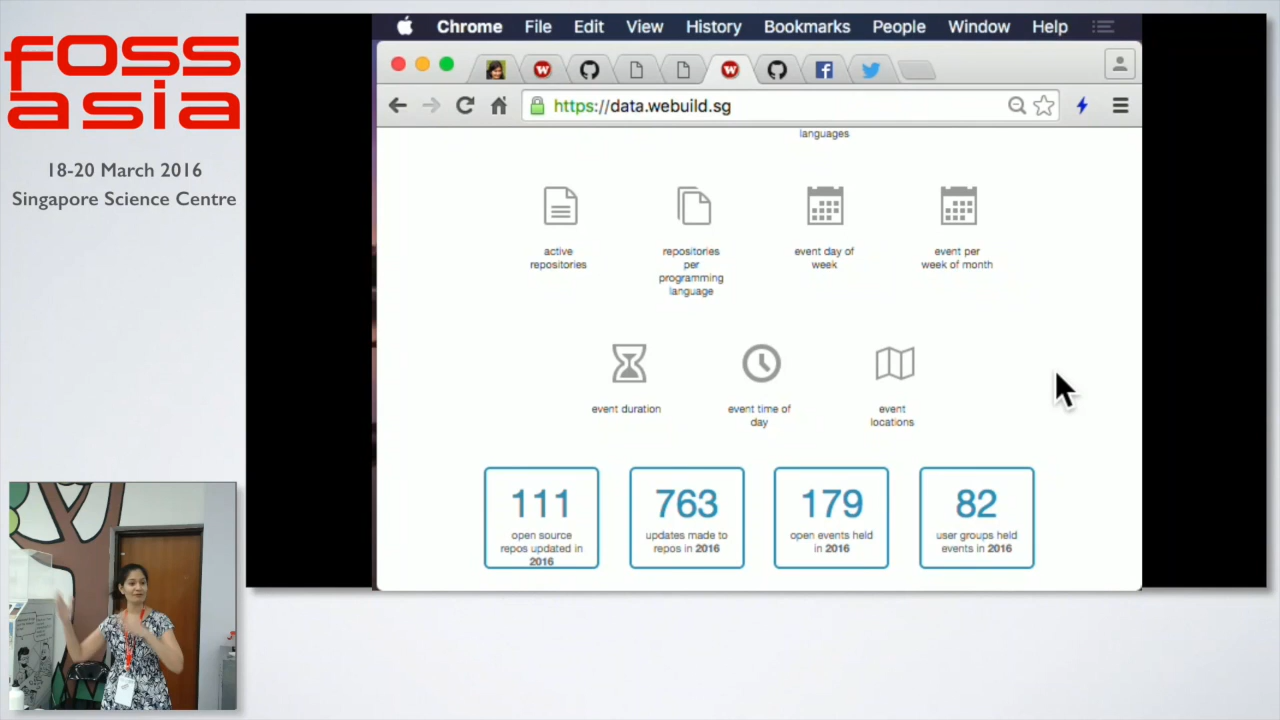 foss
asia
18-20 March 2016
Singapore Science Centre
Chrome File Edit View History Bookmarks People Window Help
https://data.webuild.sg
languages
active
repositories
repositories
per
programming
language
event day of
week
event per
week of month
event duration
event time of
day
event
locations
111
open source
repos updated in
2016
763
updates made to
repos in 2016
179
open events held
in 2016
82
user groups held
events in 2016